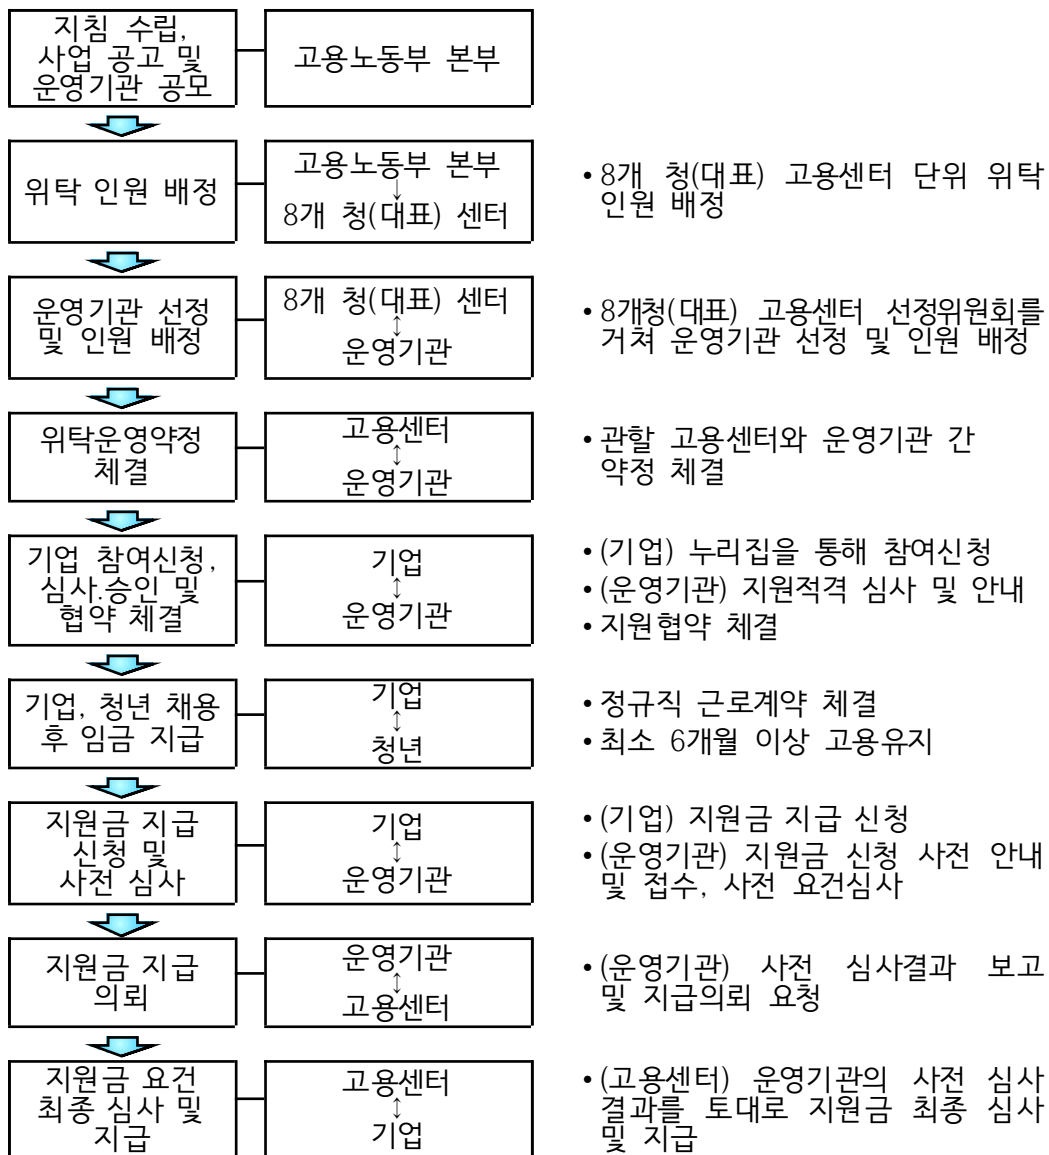 지침 수립,
사업 공고 및
운영기관 공모
고용노동부 본부
위탁 인원 배정
고용노동부 본부
↓
8개 청(대표) 센터
• 8개 청(대표) 고용센터 단위 위탁
인원 배정
운영기관 선정
및 인원 배정
8개 청(대표) 센터
↕
운영기관
• 8개청(대표) 고용센터 선정위원회를
거쳐 운영기관 선정 및 인원 배정
위탁운영약정
체결
고용센터
↕
운영기관
• 관할 고용센터와 운영기관 간
약정 체결
기업 참여신청,
심사.승인 및
협약 체결
기업
↕
운영기관
• (기업) 누리집을 통해 참여신청
• (운영기관) 지원적격 심사 및 안내
• 지원협약 체결
기업, 청년 채용
후 임금 지급
기업
↕
청년
• 정규직 근로계약 체결
• 최소 6개월 이상 고용유지
지원금 지급
신청 및
사전 심사
기업
↕
운영기관
• (기업) 지원금 지급 신청
• (운영기관) 지원금 신청 사전 안내
및 접수, 사전 요건심사
지원금 지급
의뢰
운영기관
↕
고용센터
• (운영기관) 사전 심사결과 보고
및 지급의뢰 요청
지원금 요건
최종 심사 및
지급
고용센터
↕
기업
• (고용센터) 운영기관의 사전 심사
결과를 토대로 지원금 최종 심사
및 지급